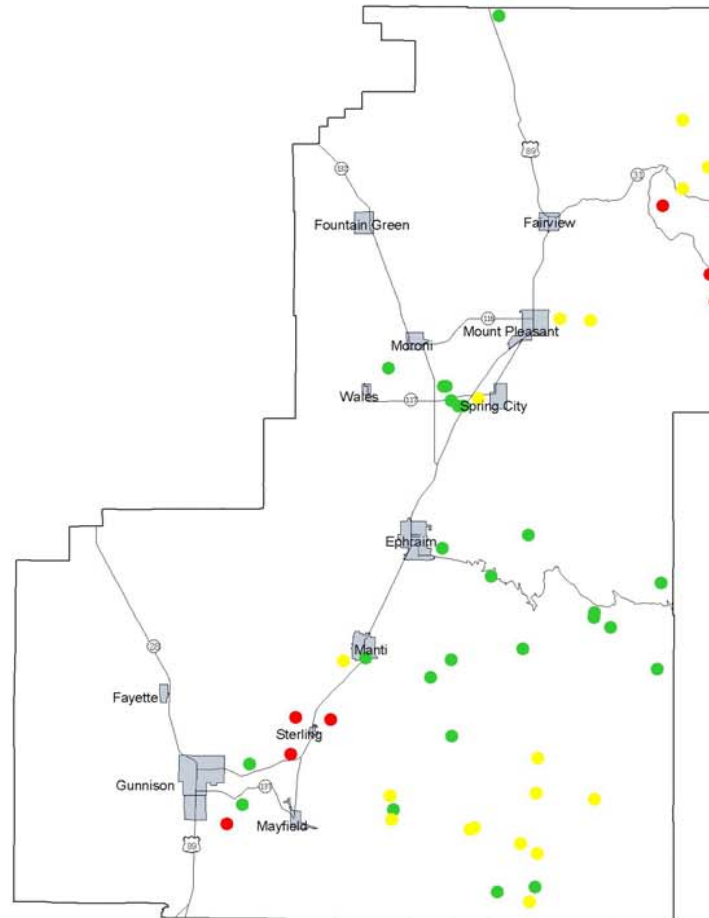 89
31
132
Fountain Green
Fairview
116
Mount Pleasant
Moroni
Wales
117
Spring City
Ephraim
28
Manti
Fayette
Sterling
Gunnison
137
Mayfield
89